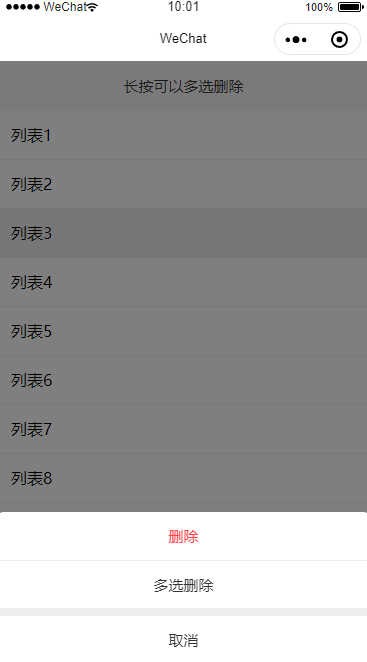 WeChat 10:01 100%
WeChat
长按可以多选删除
列表1
列表2
列表3
列表4
列表5
列表6
列表7
列表8
删除
多选删除
取消